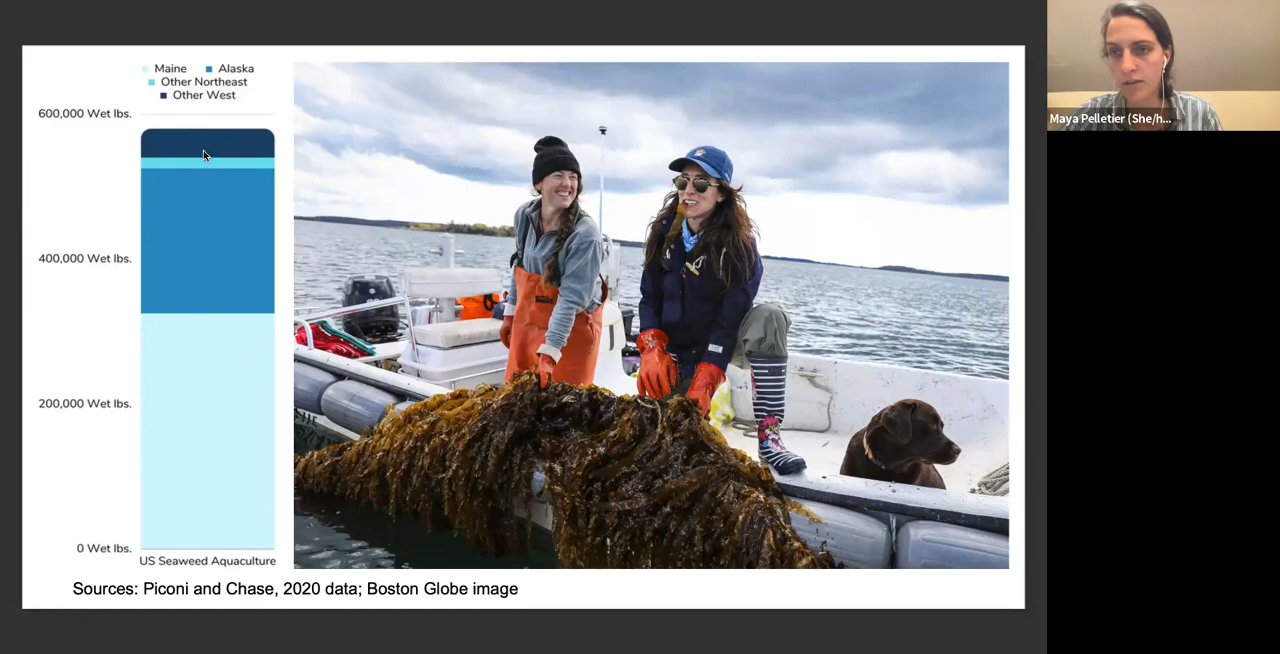 Maine Alaska
Other Northeast
Other West
600,000 Wet lbs.
400,000 Wet lbs.
200,000 Wet lbs.
0 Wet lbs.
US Seaweed Aquaculture
Sources: Piconi and Chase, 2020 data; Boston Globe image
Maya Pelletier (She/h...